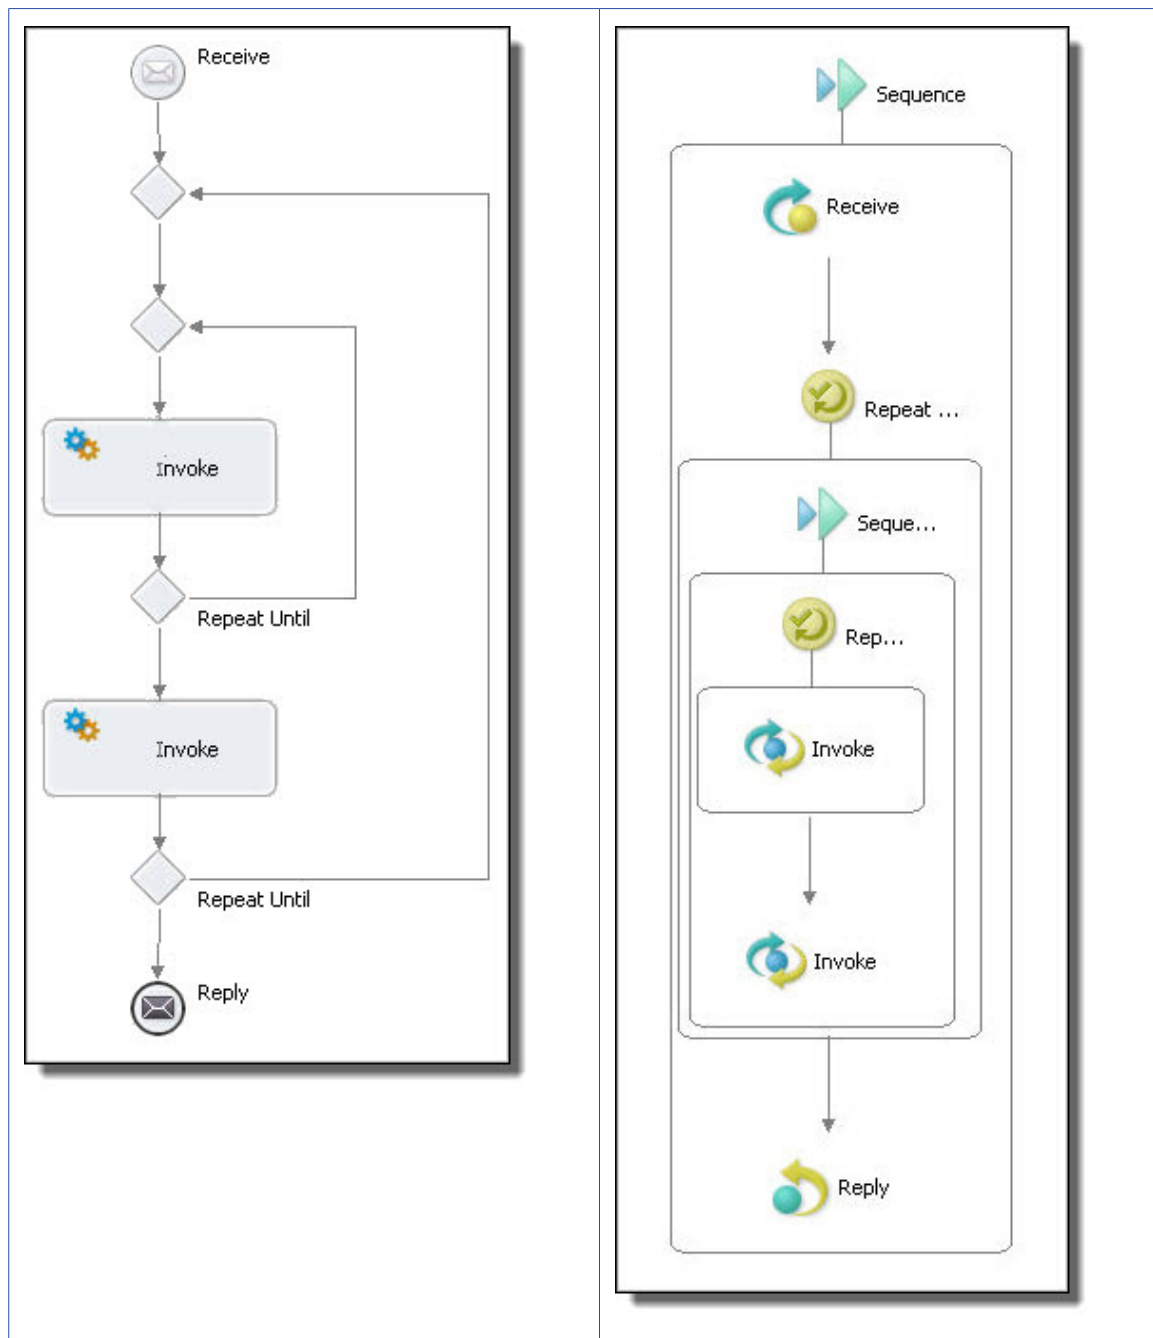 Receive
Invoke
Repeat Until
Invoke
Repeat Until
Reply
Sequence
Receive
Repeat ...
Seque...
Rep...
Invoke
Invoke
Reply